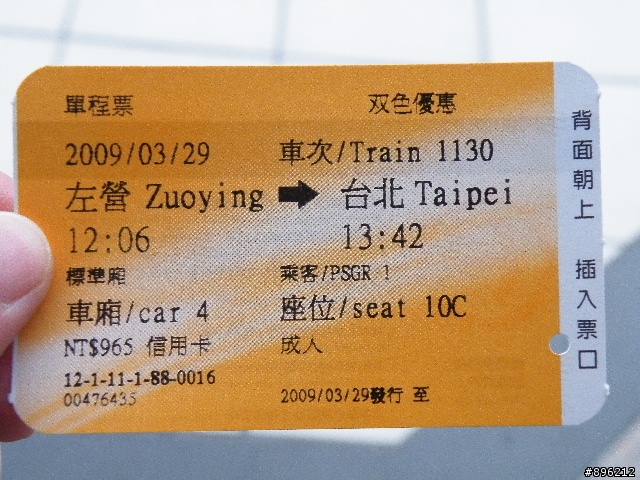 單程票 双色優惠
2009/03/29 車次/Train 1130
左營 Zuoying ➡ 台北 Taipei
12:06 13:42
標準廂 乘客/PSGR 1
車廂/car 4 座位/seat 10C
NT$965 信用卡 成人
12-1-11-1-88-0016
00476435 2009/03/29發行 至
背面朝上 插入票口
#896212